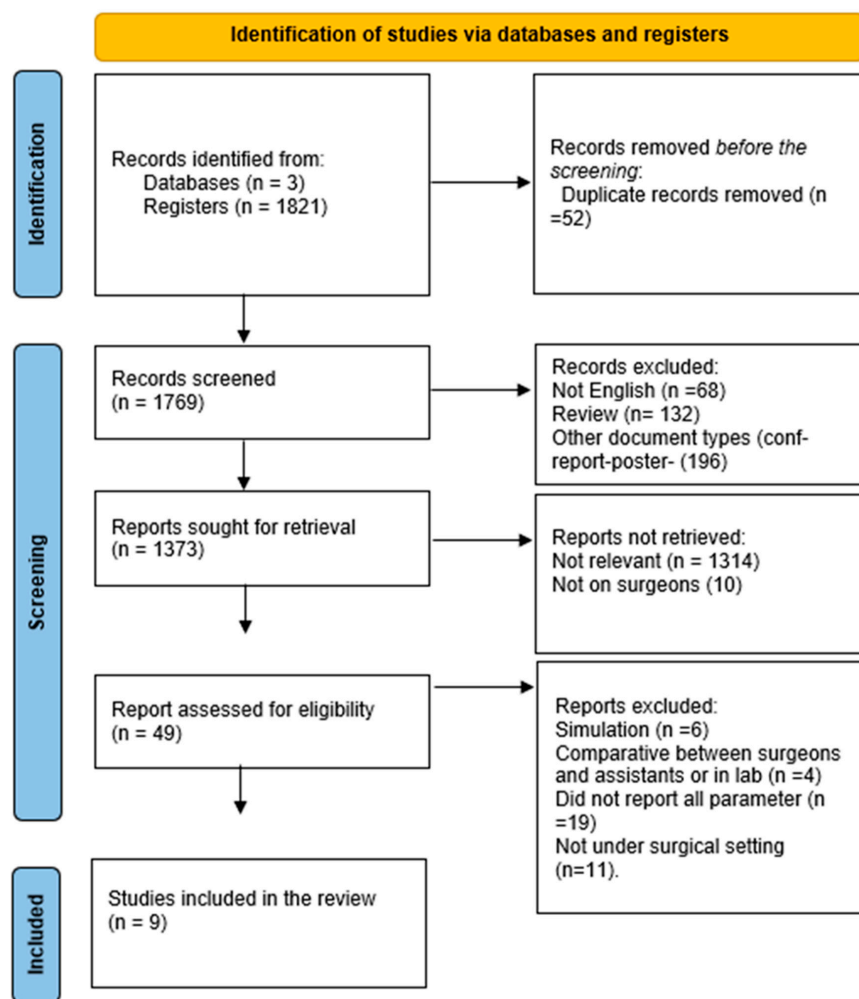 Identification of studies via databases and registers
Identification
Records identified from:
Databases (n = 3)
Registers (n = 1821)
Records removed before the
screening:
Duplicate records removed (n
=52)
Screening
Records screened
(n = 1769)
Records excluded:
Not English (n =68)
Review (n= 132)
Other document types (conf-
report-poster- (196)
Reports sought for retrieval
(n = 1373)
Reports not retrieved:
Not relevant (n = 1314)
Not on surgeons (10)
Report assessed for eligibility
(n = 49)
Reports excluded:
Simulation (n =6)
Comparative between surgeons
and assistants or in lab (n =4)
Did not report all parameter (n
=19)
Not under surgical setting
(n=11).
Included
Studies included in the review
(n = 9)